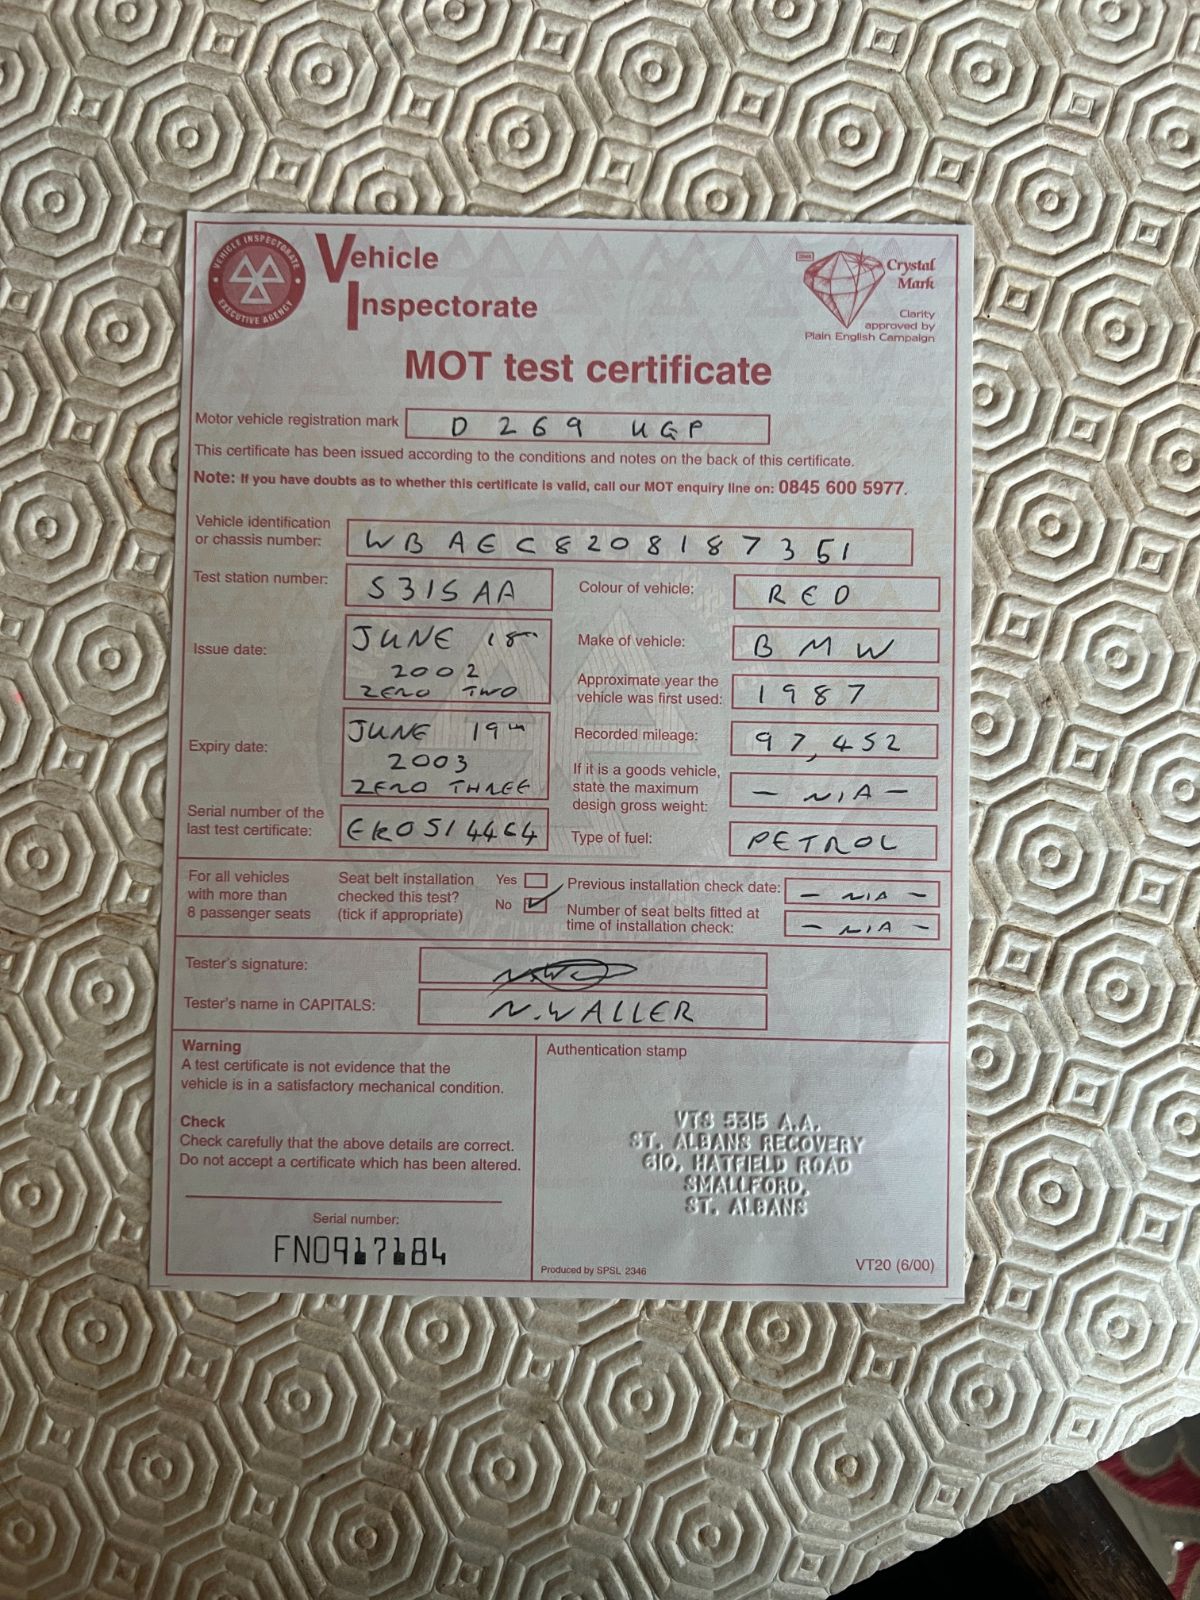 VEHICLE INSPECTORATE
EXECUTIVE AGENCY
Vehicle
Inspectorate
Crystal
Mark
Clarity
approved by
Plain English Campaign
MOT test certificate
Motor vehicle registration mark D 269 UGP
This certificate has been issued according to the conditions and notes on the back of this certificate.
Note: If you have doubts as to whether this certificate is valid, call our MOT enquiry line on: 0845 600 5977.
Vehicle identification
or chassis number: WBAEC8208187351
Test station number: 5315AA
Colour of vehicle: RED
Issue date: JUNE 18th
2002
ZERO TWO
Make of vehicle: BMW
Approximate year the
vehicle was first used: 1987
Expiry date: JUNE 19th
2003
ZERO THREE
Recorded mileage: 97,452
If it is a goods vehicle,
state the maximum
design gross weight: - N/A -
Serial number of the
last test certificate: EK0514464
Type of fuel: PETROL
For all vehicles
with more than
8 passenger seats
Seat belt installation
checked this test?
(tick if appropriate)
Yes
No
Previous installation check date: - N/A -
Number of seat belts fitted at
time of installation check: - N/A -
Tester's signature:
Tester's name in CAPITALS: N. WALLER
Warning
A test certificate is not evidence that the
vehicle is in a satisfactory mechanical condition.
Check
Check carefully that the above details are correct.
Do not accept a certificate which has been altered.
Serial number:
FN0917184
Authentication stamp
VTS 5315 A.A.
ST. ALBANS RECOVERY
610, HATFIELD ROAD
SMALLFORD,
ST. ALBANS
Produced by SPSL 2346
VT20 (6/00)